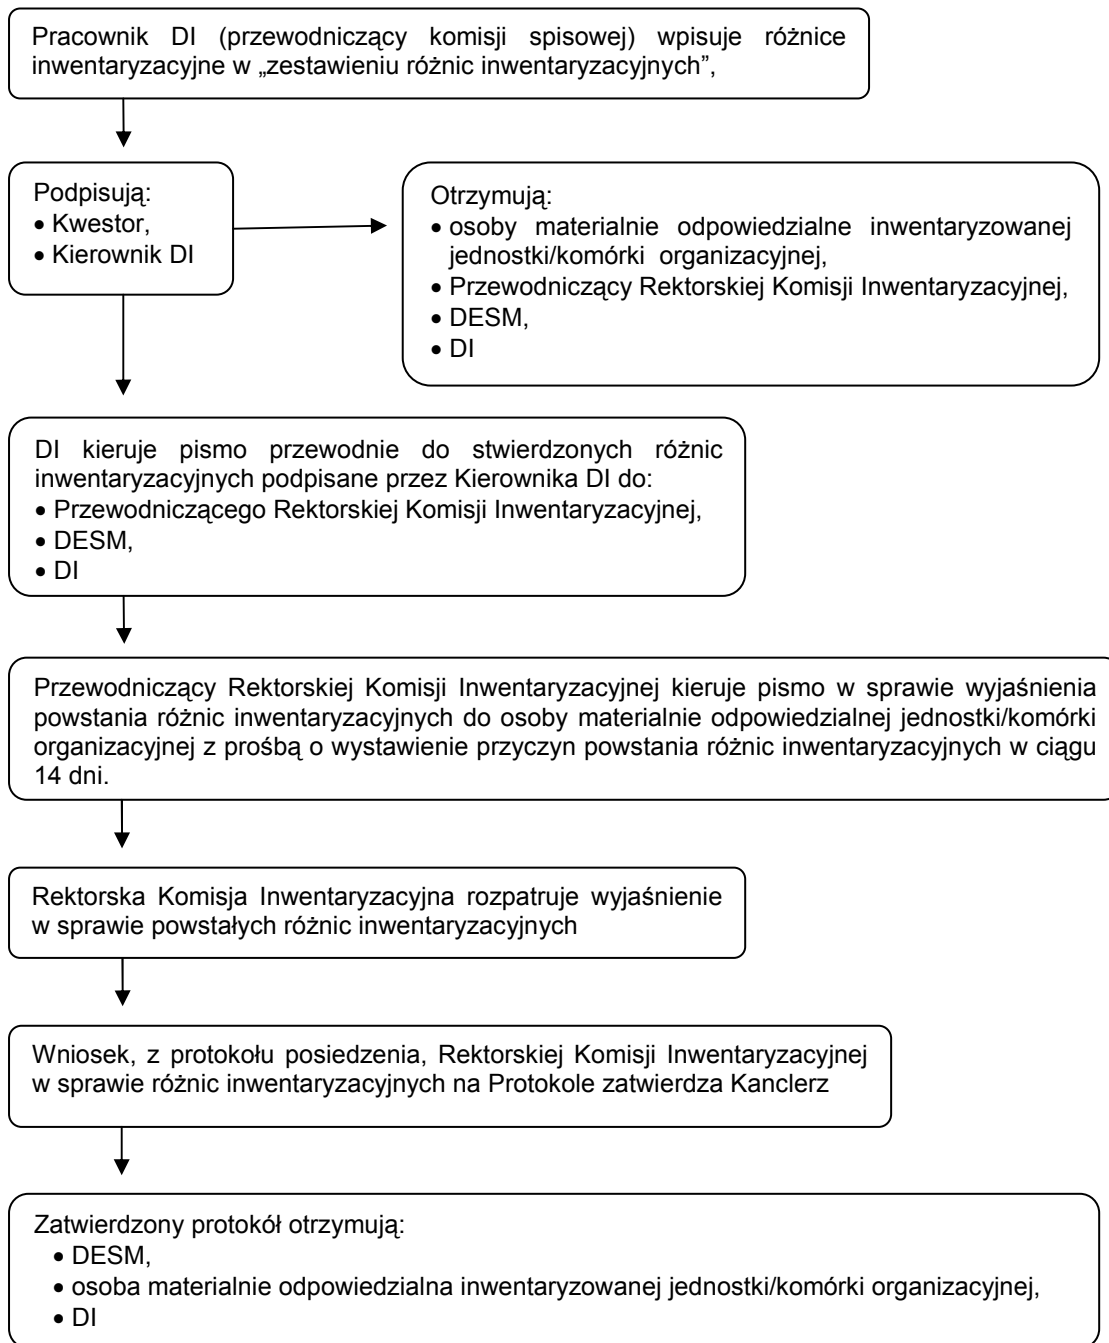 Pracownik DI (przewodniczący komisji spisowej) wpisuje różnice
inwentaryzacyjne w „zestawieniu różnic inwentaryzacyjnych”,
Podpisują:
• Kwestor,
• Kierownik DI
Otrzymują:
• osoby materialnie odpowiedzialne inwentaryzowanej
jednostki/komórki organizacyjnej,
• Przewodniczący Rektorskiej Komisji Inwentaryzacyjnej,
• DESM,
• DI
DI kieruje pismo przewodnie do stwierdzonych różnic
inwentaryzacyjnych podpisane przez Kierownika DI do:
• Przewodniczącego Rektorskiej Komisji Inwentaryzacyjnej,
• DESM,
• DI
Przewodniczący Rektorskiej Komisji Inwentaryzacyjnej kieruje pismo w sprawie wyjaśnienia
powstania różnic inwentaryzacyjnych do osoby materialnie odpowiedzialnej jednostki/komórki
organizacyjnej z prośbą o wystawienie przyczyn powstania różnic inwentaryzacyjnych w ciągu
14 dni.
Rektorska Komisja Inwentaryzacyjna rozpatruje wyjaśnienie
w sprawie powstałych różnic inwentaryzacyjnych
Wniosek, z protokołu posiedzenia, Rektorskiej Komisji Inwentaryzacyjnej
w sprawie różnic inwentaryzacyjnych na Protokole zatwierdza Kanclerz
Zatwierdzony protokół otrzymują:
• DESM,
• osoba materialnie odpowiedzialna inwentaryzowanej jednostki/komórki organizacyjnej,
• DI